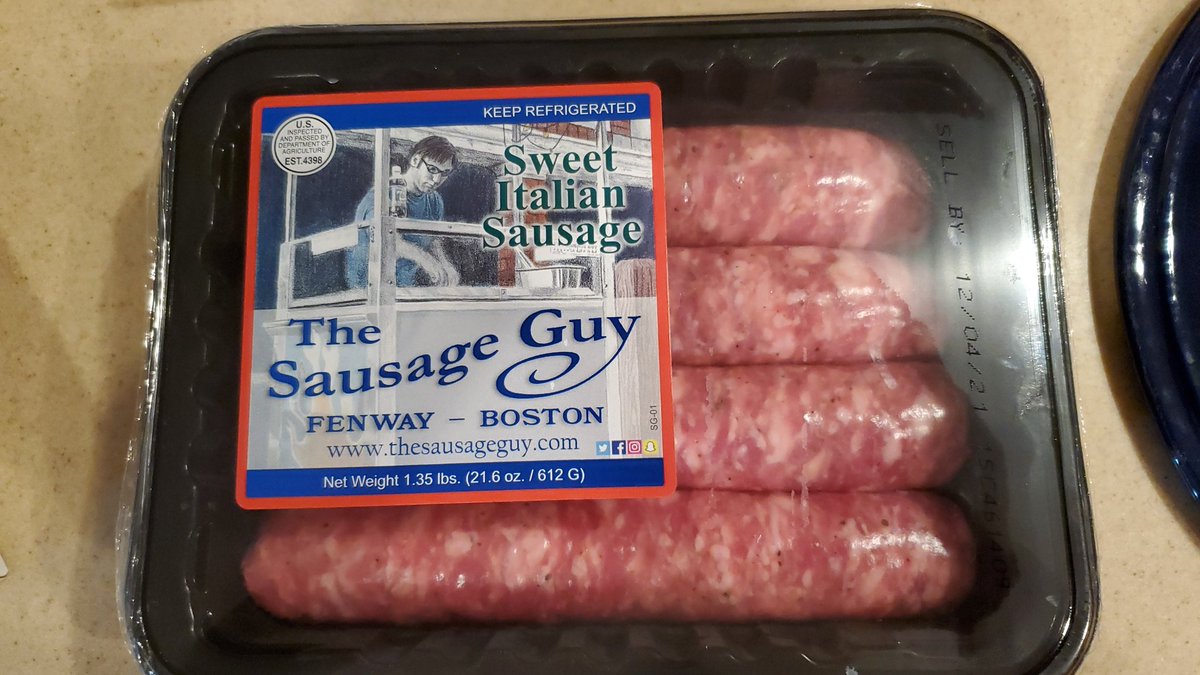 KEEP REFRIGERATED
U.S.
INSPECTED
AND PASSED BY
DEPARTMENT OF
AGRICULTURE
EST.4398
Sweet
Italian
Sausage
The
Sausage Guy
FENWAY – BOSTON
www.thesausageguy.com
SG-01
Net Weight 1.35 lbs. (21.6 oz. / 612 G)
SELL BY: 12/04/21